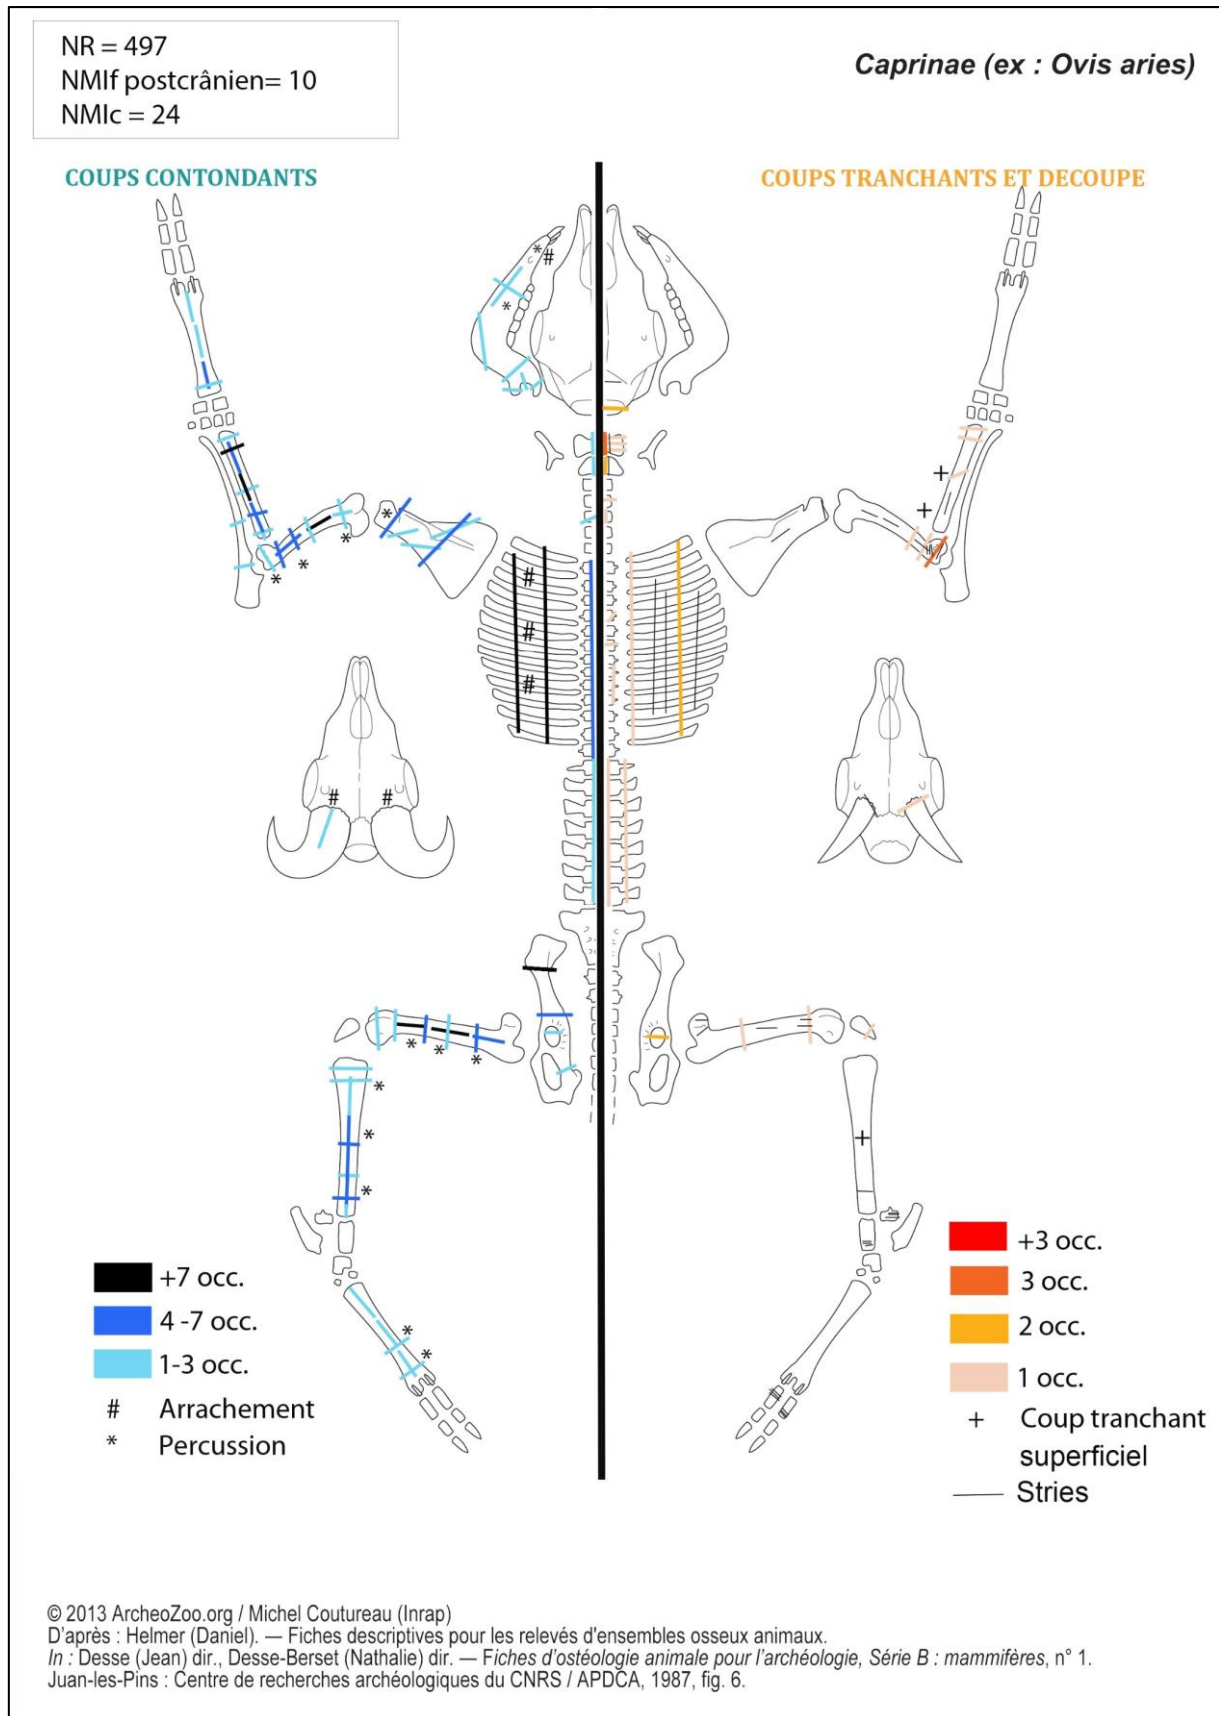 NR = 497
NMIf postcrânien= 10
NMIc = 24
Caprinae (ex : Ovis aries)
COUPS CONTONDANTS
COUPS TRANCHANTS ET DECOUPE
+7 occ.
4 -7 occ.
1-3 occ.
# Arrachement
* Percussion
+3 occ.
3 occ.
2 occ.
1 occ.
+ Coup tranchant
superficiel
Stries
© 2013 ArcheoZoo.org / Michel Coutureau (Inrap)
D'après : Helmer (Daniel). — Fiches descriptives pour les relevés d'ensembles osseux animaux.
In : Desse (Jean) dir., Desse-Berset (Nathalie) dir. — Fiches d'ostéologie animale pour l'archéologie, Série B : mammifères, n° 1.
Juan-les-Pins : Centre de recherches archéologiques du CNRS / APDCA, 1987, fig. 6.